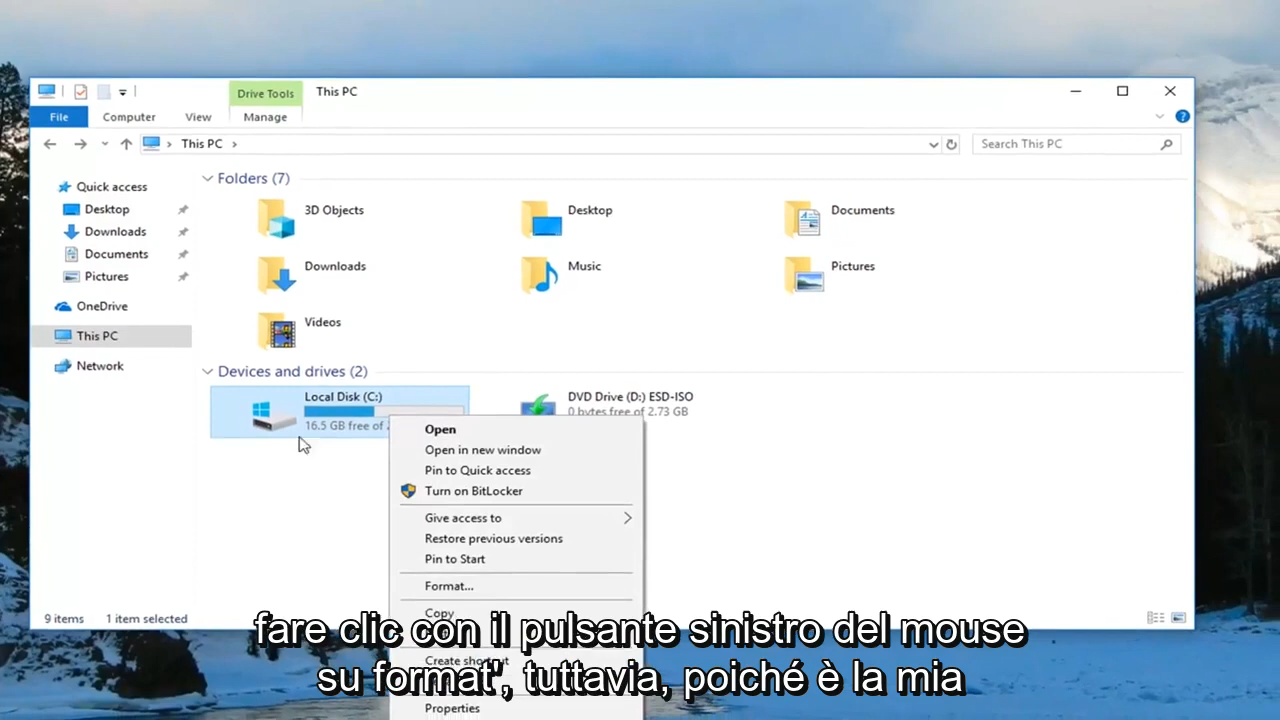 Drive Tools
This PC
File
Computer
View
Manage
This PC
Search This PC
Quick access
Desktop
Downloads
Documents
Pictures
OneDrive
This PC
Network
Folders (7)
3D Objects
Desktop
Documents
Downloads
Music
Pictures
Videos
Devices and drives (2)
Local Disk (C:)
16.5 GB free of
DVD Drive (D:) ESD-ISO
0 bytes free of 2.73 GB
Open
Open in new window
Pin to Quick access
Turn on BitLocker
Give access to
Restore previous versions
Pin to Start
Format...
Copy
Create shortcut
Properties
9 items
1 item selected
fare clic con il pulsante sinistro del mouse
su format', tuttavia, poiché è la mia